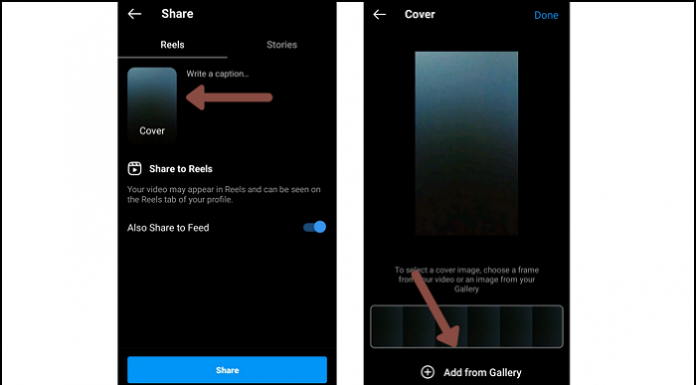 Share
Reels Stories
Write a caption...
Cover
Share to Reels
Your video may appear in Reels and can be seen on
the Reels tab of your profile.
Also Share to Feed
Share
Cover Done
To select a cover image, choose a frame
from your video or an image from your
Gallery
Add from Gallery